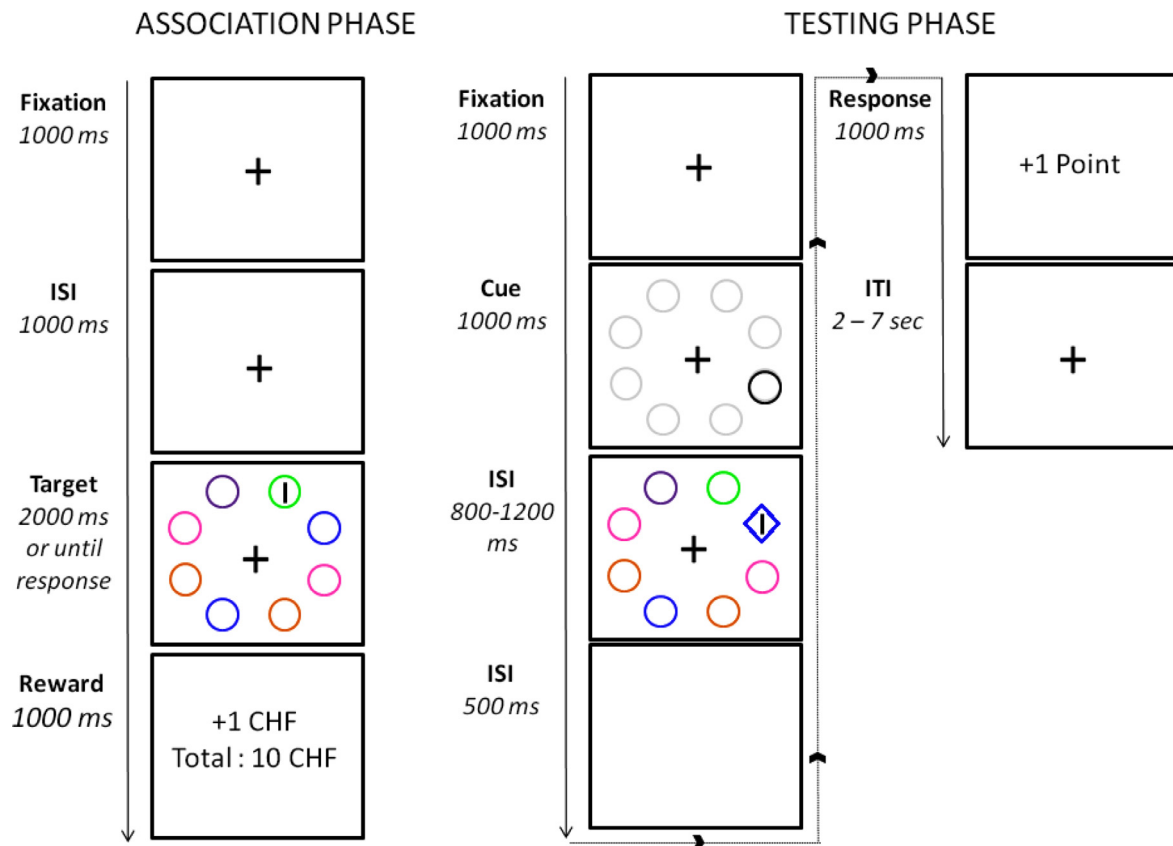 ASSOCIATION PHASE
Fixation
1000 ms
ISI
1000 ms
Target
2000 ms
or until
response
Reward
1000 ms
+1 CHF
Total : 10 CHF
TESTING PHASE
Fixation
1000 ms
Cue
1000 ms
ISI
800-1200
ms
ISI
500 ms
Response
1000 ms
+1 Point
ITI
2 – 7 sec